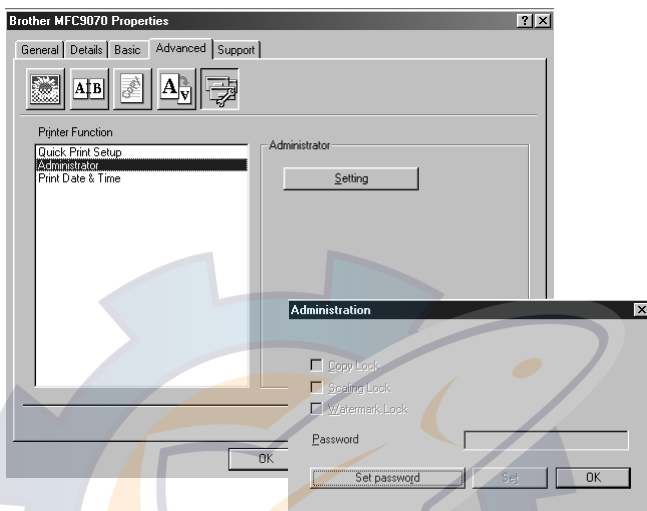 Brother MFC9070 Properties
General Details Basic Advanced Support
A B COPY A A
Printer Function
Quick Print Setup
Administrator
Print Date & Time
Administrator
Setting
OK
Administration
Copy Lock
Scaling Lock
Watermark Lock
Password
Set password Set OK